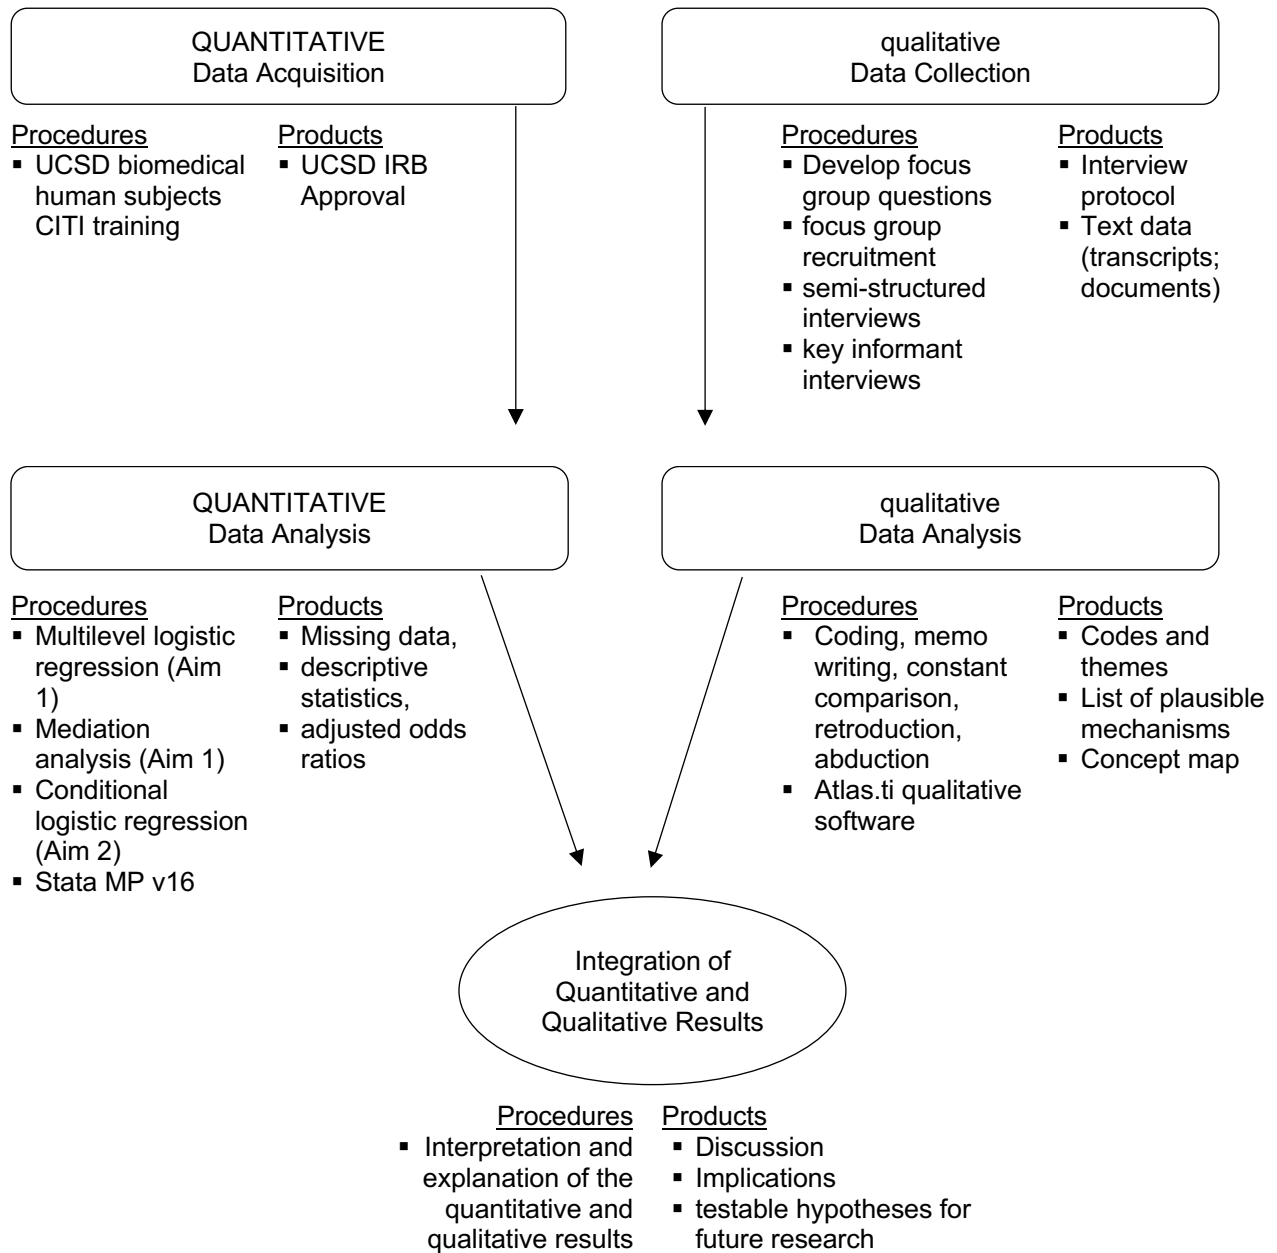 QUANTITATIVE
Data Acquisition
qualitative
Data Collection
Procedures
▪ UCSD biomedical
human subjects
CITI training
Products
▪ UCSD IRB
Approval
Procedures
▪ Develop focus
group questions
▪ focus group
recruitment
▪ semi-structured
interviews
▪ key informant
interviews
Products
▪ Interview
protocol
▪ Text data
(transcripts;
documents)
QUANTITATIVE
Data Analysis
qualitative
Data Analysis
Procedures
▪ Multilevel logistic
regression (Aim
1)
▪ Mediation
analysis (Aim 1)
▪ Conditional
logistic regression
(Aim 2)
▪ Stata MP v16
Products
▪ Missing data,
▪ descriptive
statistics,
▪ adjusted odds
ratios
Procedures
▪ Coding, memo
writing, constant
comparison,
retroduction,
abduction
▪ Atlas.ti qualitative
software
Products
▪ Codes and
themes
▪ List of plausible
mechanisms
▪ Concept map
Integration of
Quantitative and
Qualitative Results
Procedures
▪ Interpretation and
explanation of the
quantitative and
qualitative results
Products
▪ Discussion
▪ Implications
▪ testable hypotheses for
future research